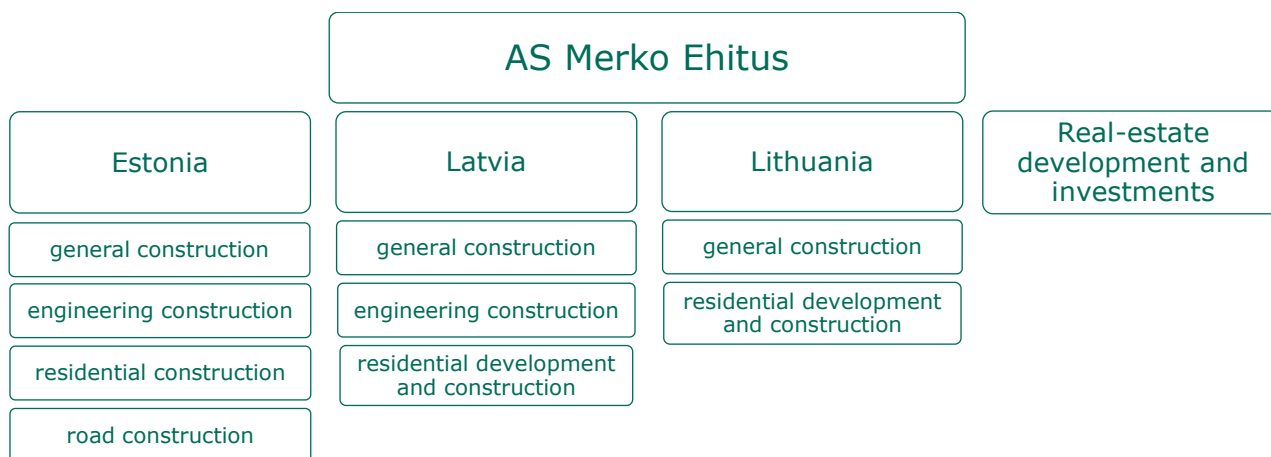 AS Merko Ehitus
Estonia
general construction
engineering construction
residential construction
road construction
Latvia
general construction
engineering construction
residential development
and construction
Lithuania
general construction
residential development
and construction
Real-estate
development and
investments